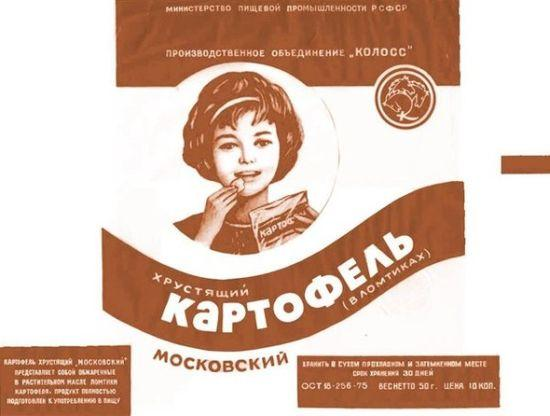 МИНИСТЕРСТВО ПИЩЕВОЙ ПРОМЫШЛЕННОСТИ РСФСР
ПРОИЗВОДСТВЕННОЕ ОБЪЕДИНЕНИЕ „КОЛОСС"
К
КАРТОФ
ХРУСТЯЩИЙ
КАРТОФЕЛЬ
(В ЛОМТИКАХ)
МОСКОВСКИЙ
КАРТОФЕЛЬ ХРУСТЯЩИЙ „МОСКОВСКИЙ"
ПРЕДСТАВЛЯЕТ СОБОЙ ОБЖАРЕННЫЕ
В РАСТИТЕЛЬНОМ МАСЛЕ ЛОМТИКИ
КАРТОФЕЛЯ. ПРОДУКТ ПОЛНОСТЬЮ
ПОДГОТОВЛЕН К УПОТРЕБЛЕНИЮ В ПИЩУ
ХРАНИТЬ В СУХОМ ПРОХЛАДНОМ И ЗАТЕМНЕННОМ МЕСТЕ
СРОК ХРАНЕНИЯ 30 ДНЕЙ
ОСТ 18-256-75 ВЕС НЕТТО 50 г. ЦЕНА 10 КОП.